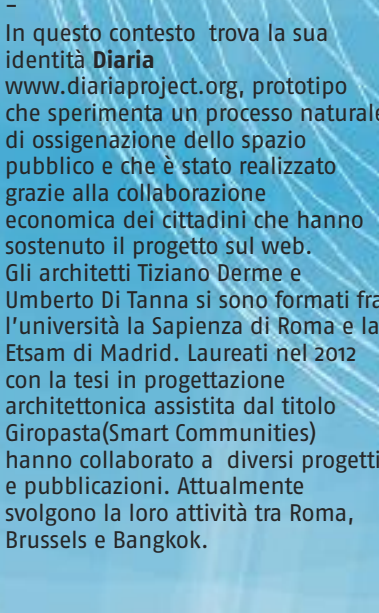 –
In questo contesto trova la sua
identità Diaria
www.diariaproject.org, prototipo
che sperimenta un processo naturale
di ossigenazione dello spazio
pubblico e che è stato realizzato
grazie alla collaborazione
economica dei cittadini che hanno
sostenuto il progetto sul web.
Gli architetti Tiziano Derme e
Umberto Di Tanna si sono formati fra
l'università la Sapienza di Roma e la
Etsam di Madrid. Laureati nel 2012
con la tesi in progettazione
architettonica assistita dal titolo
Giropasta(Smart Communities)
hanno collaborato a diversi progetti
e pubblicazioni. Attualmente
svolgono la loro attività tra Roma,
Brussels e Bangkok.